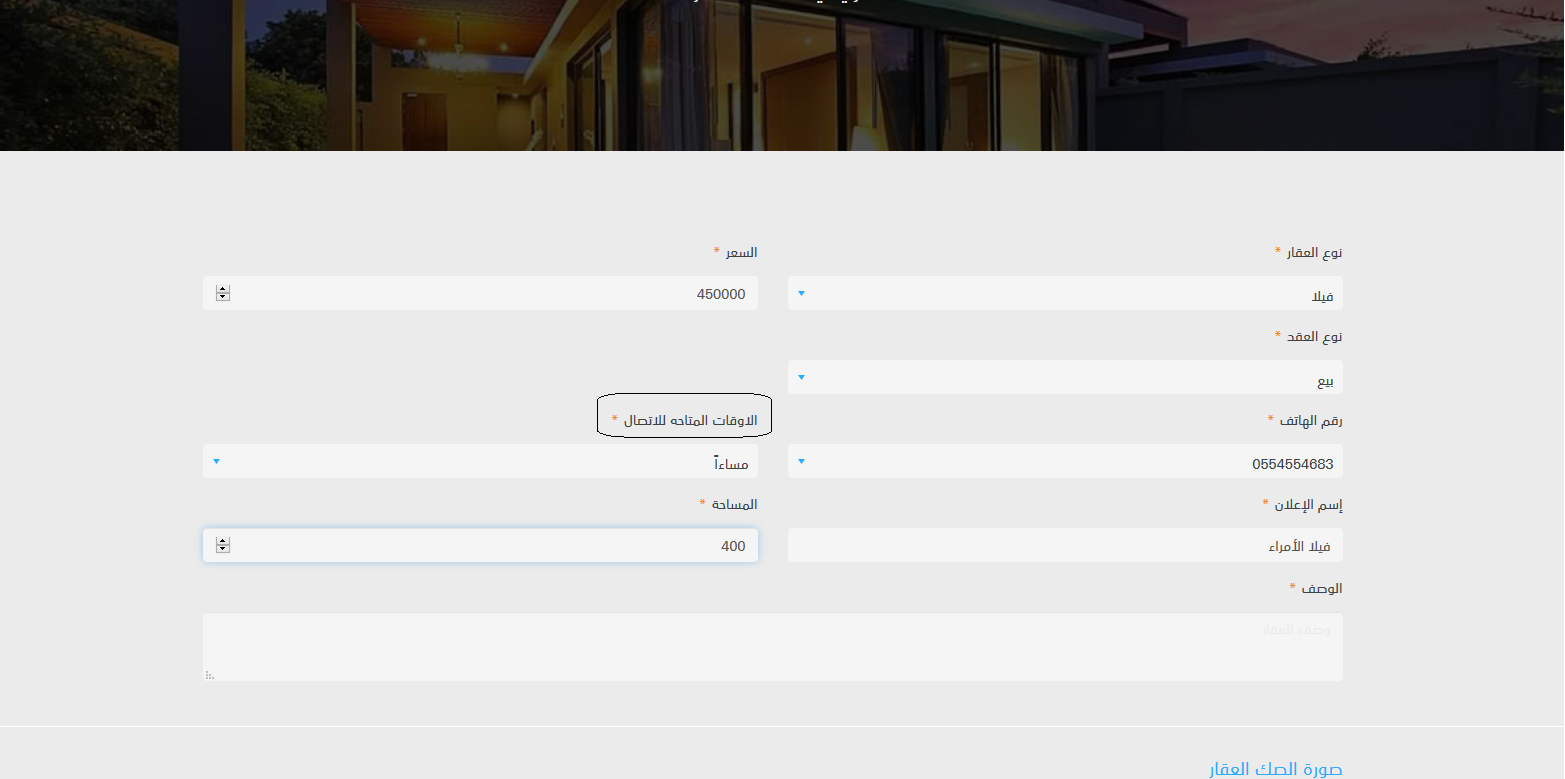 نوع العقار *
السعر *
فيلا
450000
نوع العقد *
بيع
رقم الهاتف *
الاوقات المتاحه للاتصال *
0554554683
مساءاً
إسم الإعلان *
المساحة *
فيلا الأمراء
400
الوصف *
وصف العقار
صورة الصك العقار